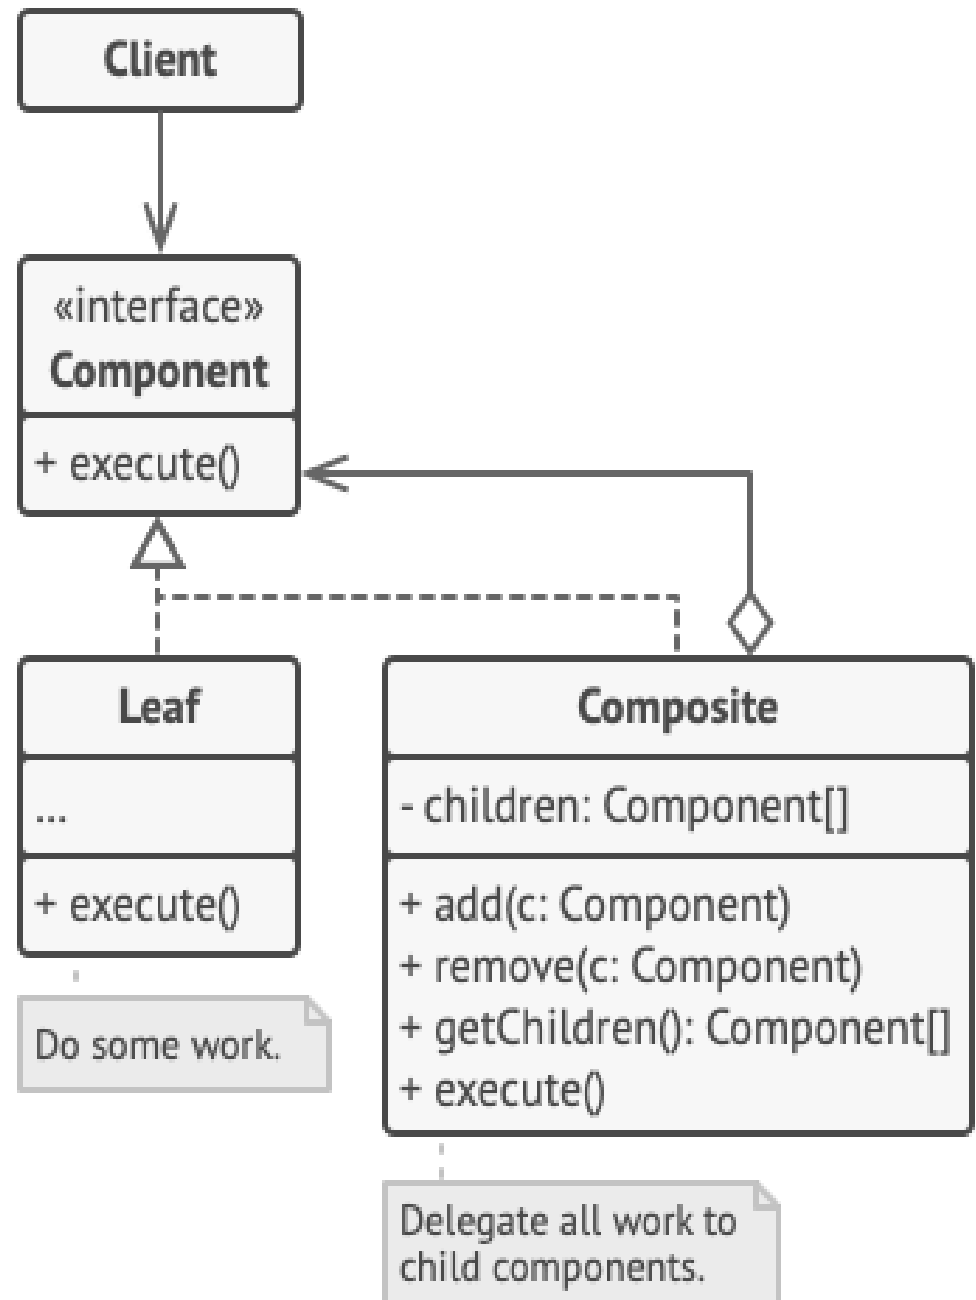 Client
«interface»
Component
+ execute()
Leaf
...
+ execute()
Do some work.
Composite
- children: Component[]
+ add(c: Component)
+ remove(c: Component)
+ getChildren(): Component[]
+ execute()
Delegate all work to
child components.